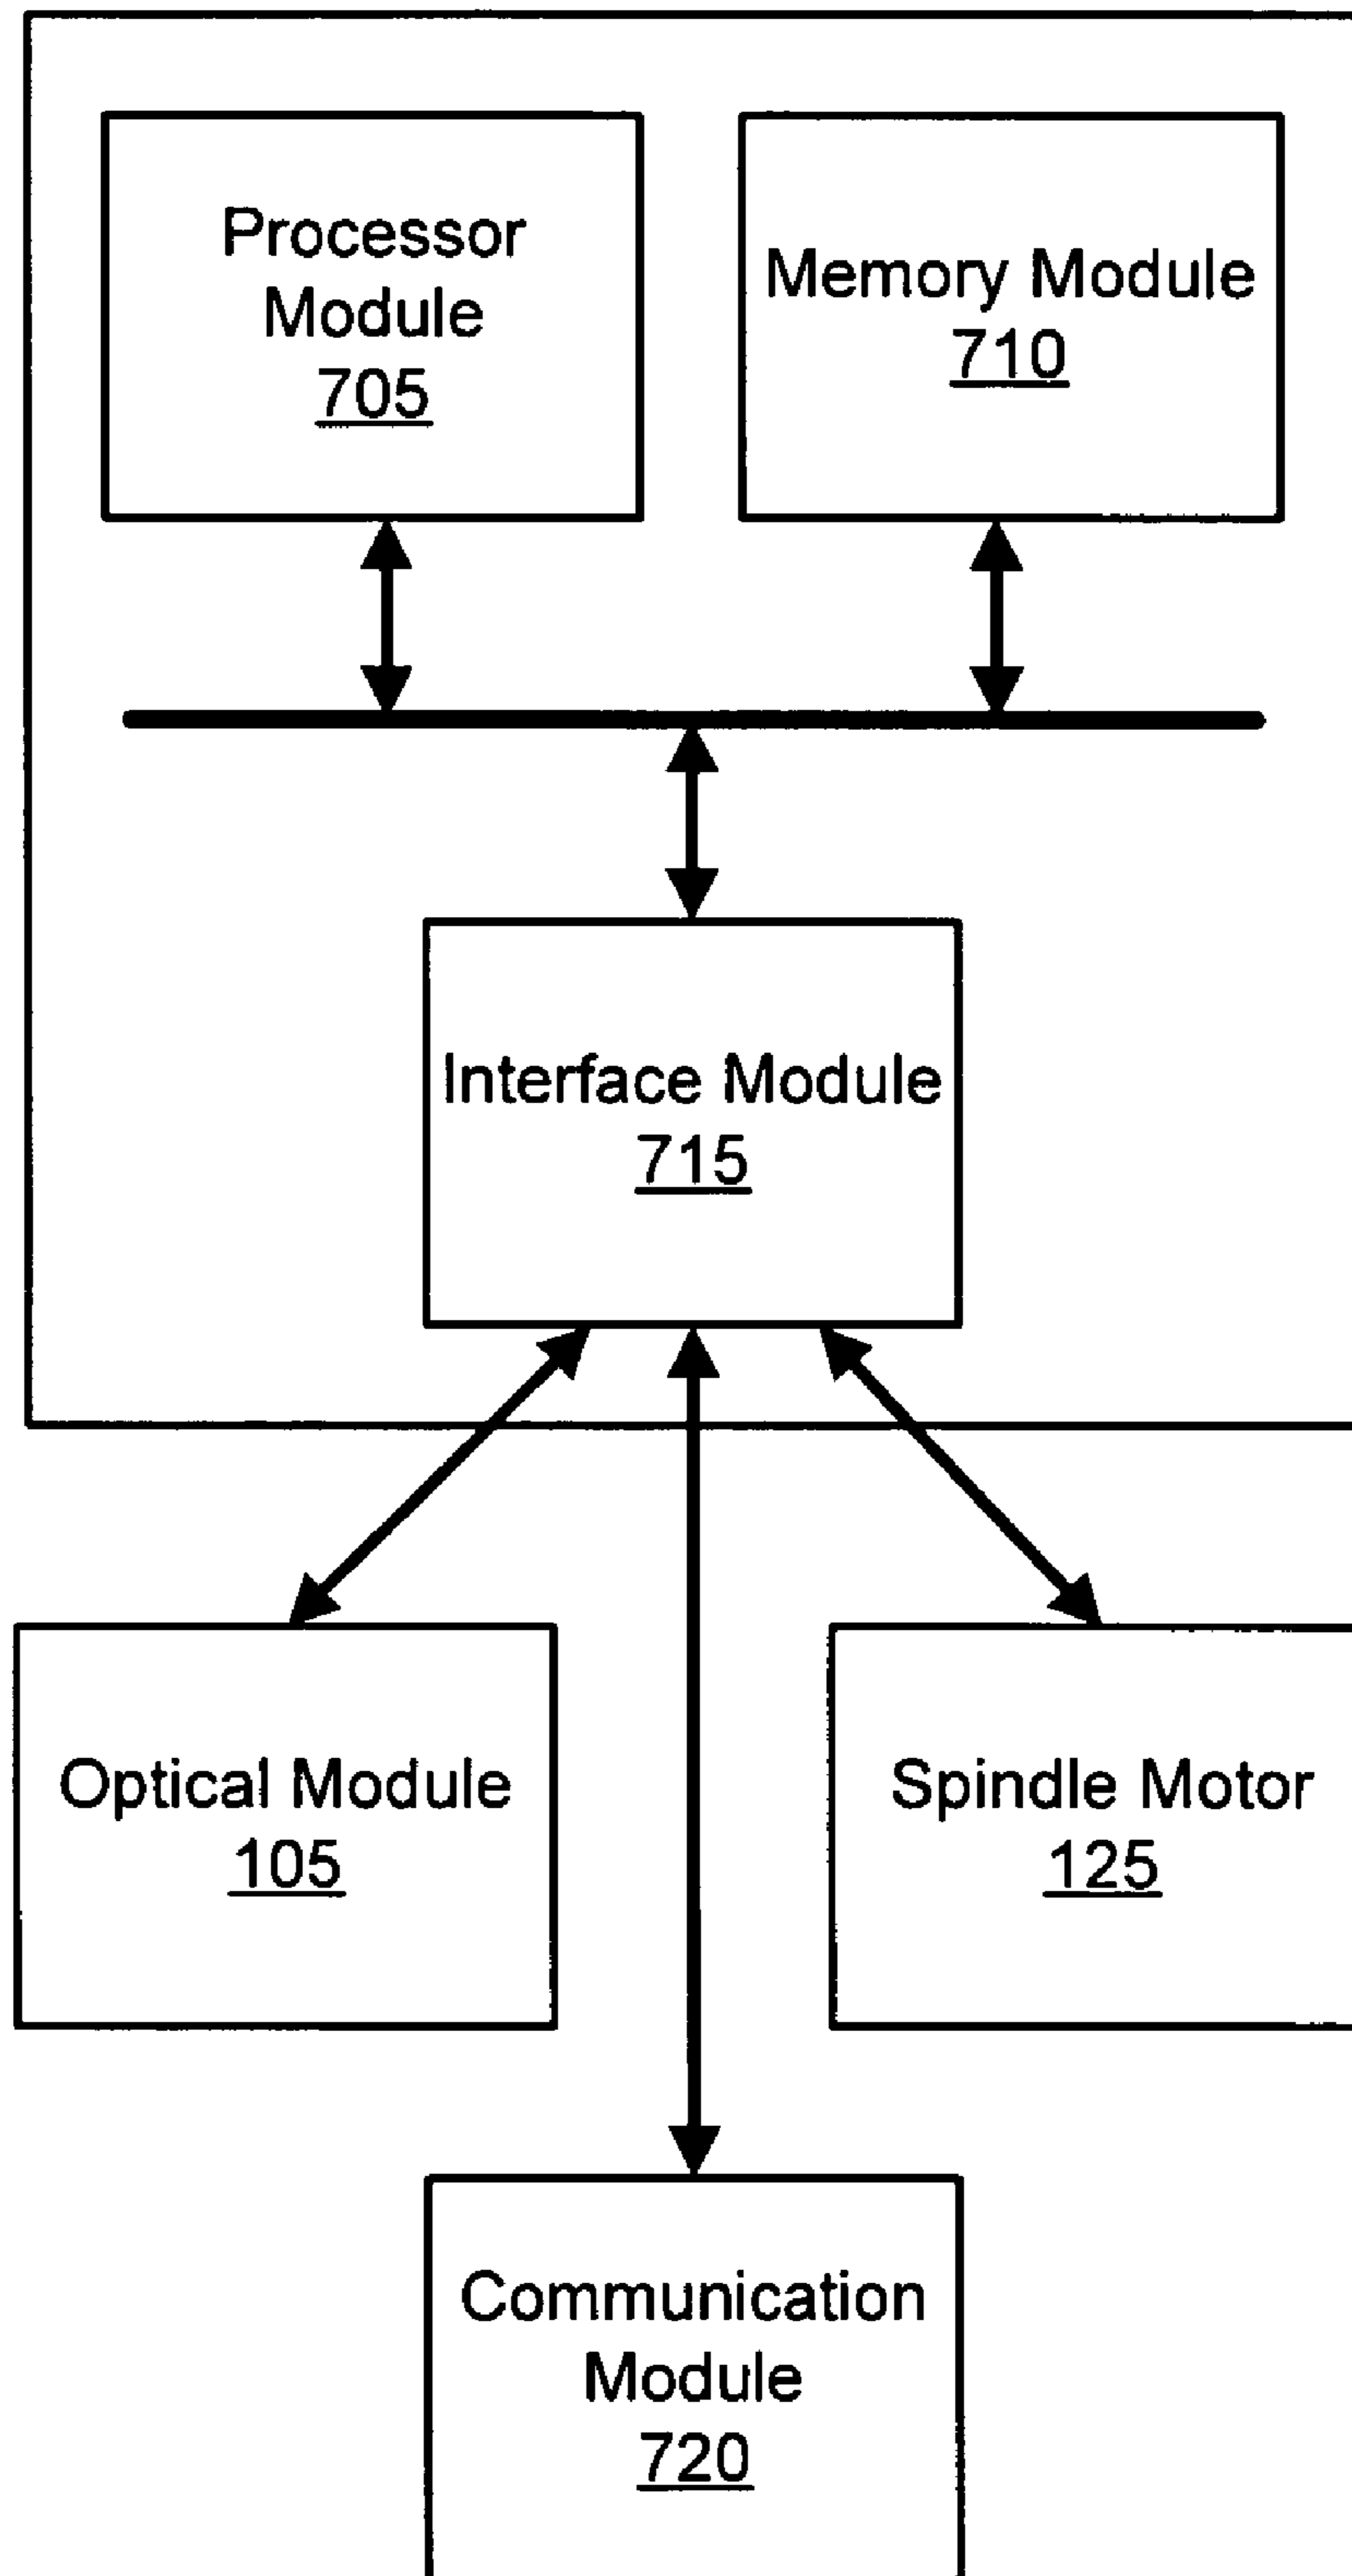 Processor
Module
705
Memory Module
710
Interface Module
715
Optical Module
105
Spindle Motor
125
Communication
Module
720